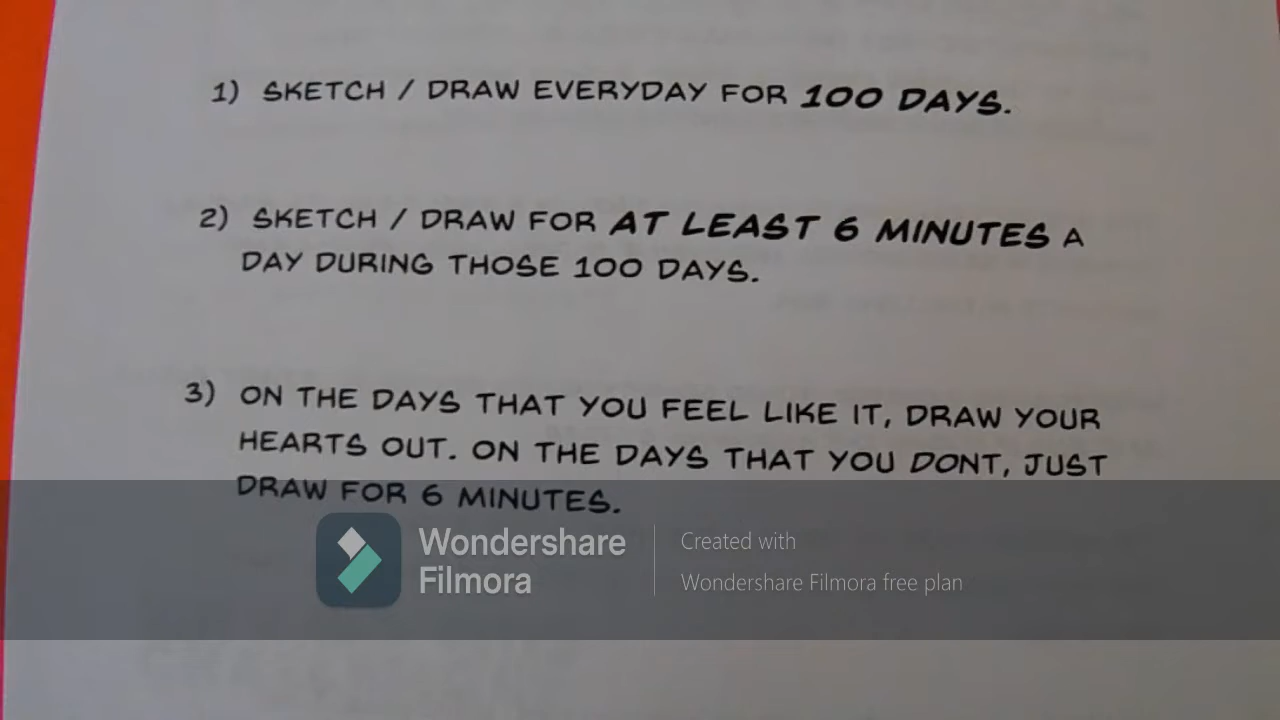 1) SKETCH / DRAW EVERYDAY FOR 100 DAYS.
2) SKETCH / DRAW FOR AT LEAST 6 MINUTES A
DAY DURING THOSE 100 DAYS.
3) ON THE DAYS THAT YOU FEEL LIKE IT, DRAW YOUR
HEARTS OUT. ON THE DAYS THAT YOU DONT, JUST
DRAW FOR 6 MINUTES.
Wondershare
Filmora
Created with
Wondershare Filmora free plan